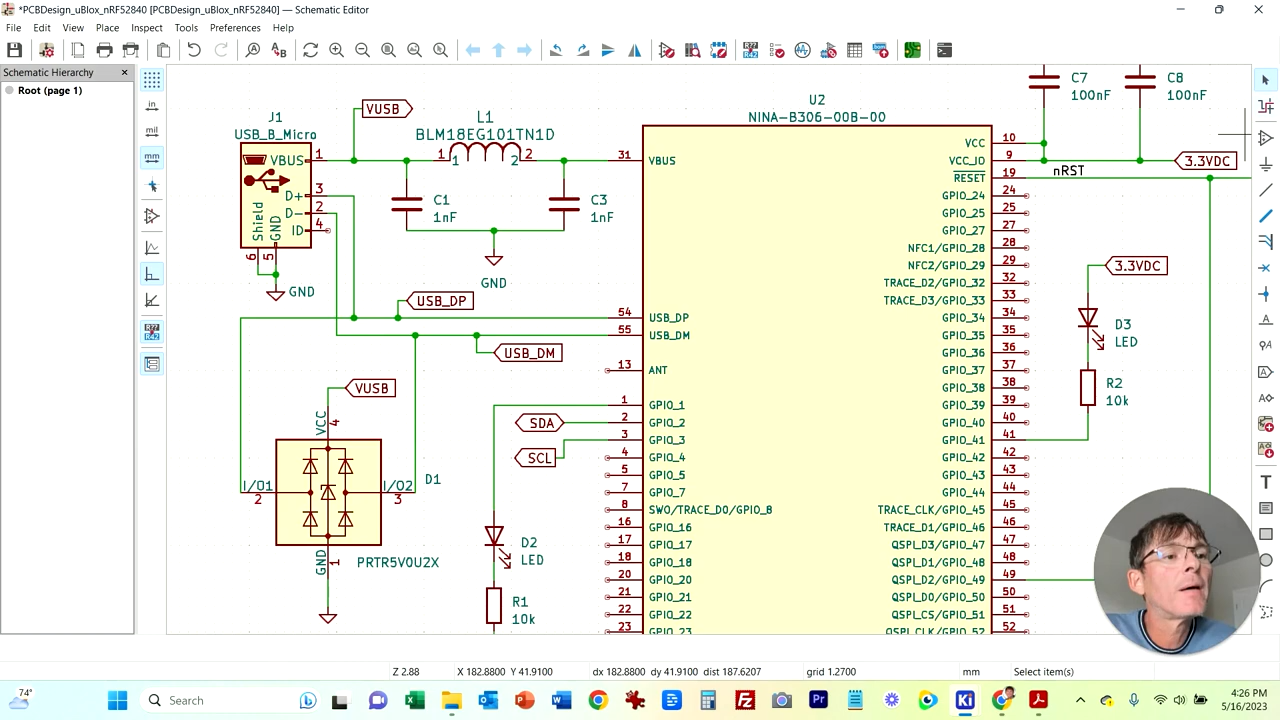 *PCBDesign_uBlox_nRF52840 [PCBDesign_uBlox_nRF52840] — Schematic Editor
File Edit View Place Inspect Tools Preferences Help
Schematic Hierarchy
Root (page 1)
in
mil
mm
J1
USB_B_Micro
VBUS 1
D+ 3
D- 2
ID 4
Shield
GND
6
5
GND
VUSB
L1
BLM18EG101TN1D
1 1 2 2
C1
1nF
C3
1nF
GND
USB_DP
USB_DM
VUSB
VCC 4
I/O1 2
I/O2 3
D1
GND 1
PRTR5V0U2X
SDA
SCL
D2
LED
R1
10k
U2
NINA-B306-00B-00
31 VBUS
54 USB_DP
55 USB_DM
13 ANT
1 GPIO_1
2 GPIO_2
3 GPIO_3
4 GPIO_4
5 GPIO_5
7 GPIO_7
8 SWO/TRACE_D0/GPIO_8
16 GPIO_16
17 GPIO_17
18 GPIO_18
20 GPIO_20
21 GPIO_21
22 GPIO_22
23 GPIO_23
VCC 10
VCC_IO 9
RESET 19
GPIO_24 24
GPIO_25 25
GPIO_27 27
NFC1/GPIO_28 28
NFC2/GPIO_29 29
TRACE_D2/GPIO_32 32
TRACE_D3/GPIO_33 33
GPIO_34 34
GPIO_35 35
GPIO_36 36
GPIO_37 37
GPIO_38 38
GPIO_39 39
GPIO_40 40
GPIO_41 41
GPIO_42 42
GPIO_43 43
GPIO_44 44
TRACE_CLK/GPIO_45 45
TRACE_D1/GPIO_46 46
QSPI_D3/GPIO_47 47
QSPI_D1/GPIO_48 48
QSPI_D2/GPIO_49 49
QSPI_D0/GPIO_50 50
QSPI_CS/GPIO_51 51
QSPI_CLK/GPIO_52 52
C7
100nF
C8
100nF
3.3VDC
nRST
3.3VDC
D3
LED
R2
10k
Z 2.88 X 182.8800 Y 41.9100 dx 182.8800 dy 41.9100 dist 187.6207 grid 1.2700 mm Select item(s)
74°
Search
4:26 PM
5/16/2023